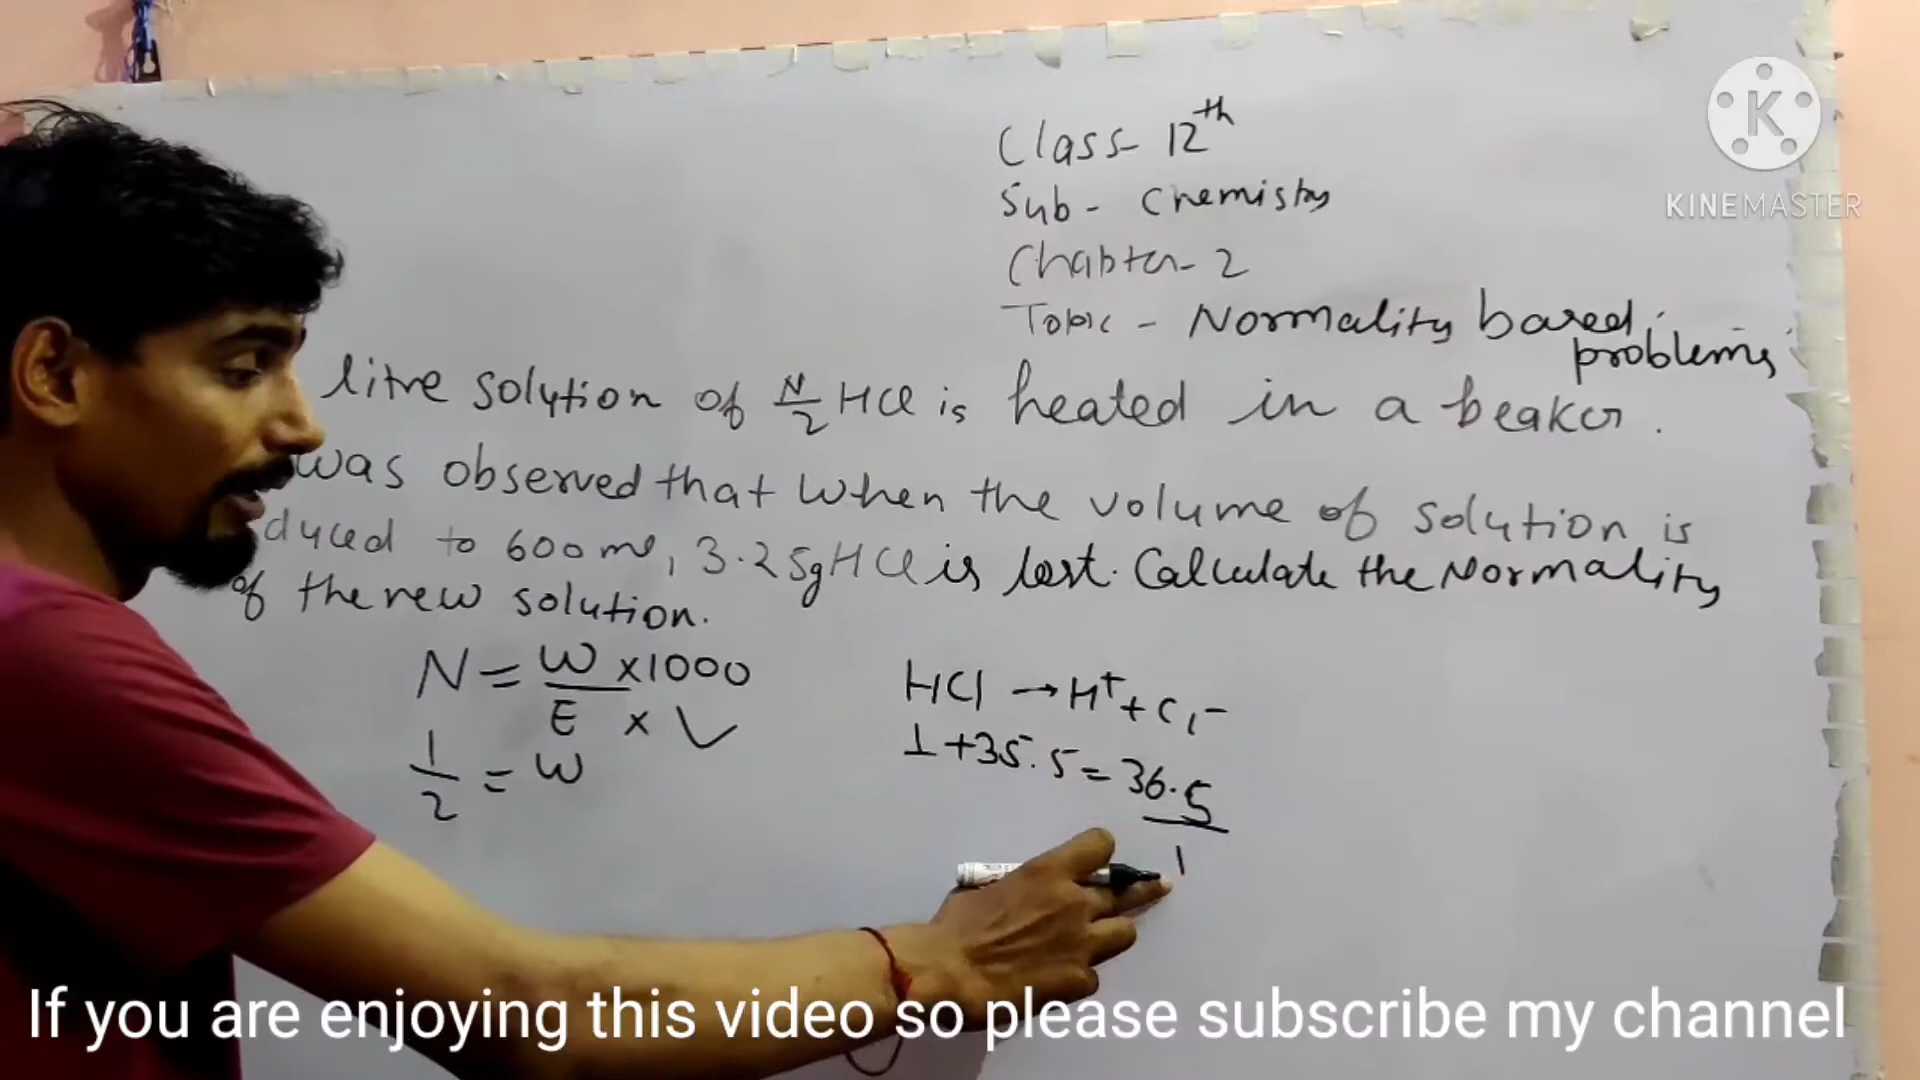 Class- 12th
Sub- Chemistry
Chabter- 2
Topic - Normality based
problems
litre solution of N/2 HCl is heated in a beaker.
was observed that when the volume of solution is
duced to 600ml, 3.25gHCl is lost. Calculate the Normality
of the new solution.
N = W x1000
E x V
1/2 = W
HCl → H⁺ + Cl⁻
1+35.5 = 36.5
1
KINEMASTER
If you are enjoying this video so please subscribe my channel